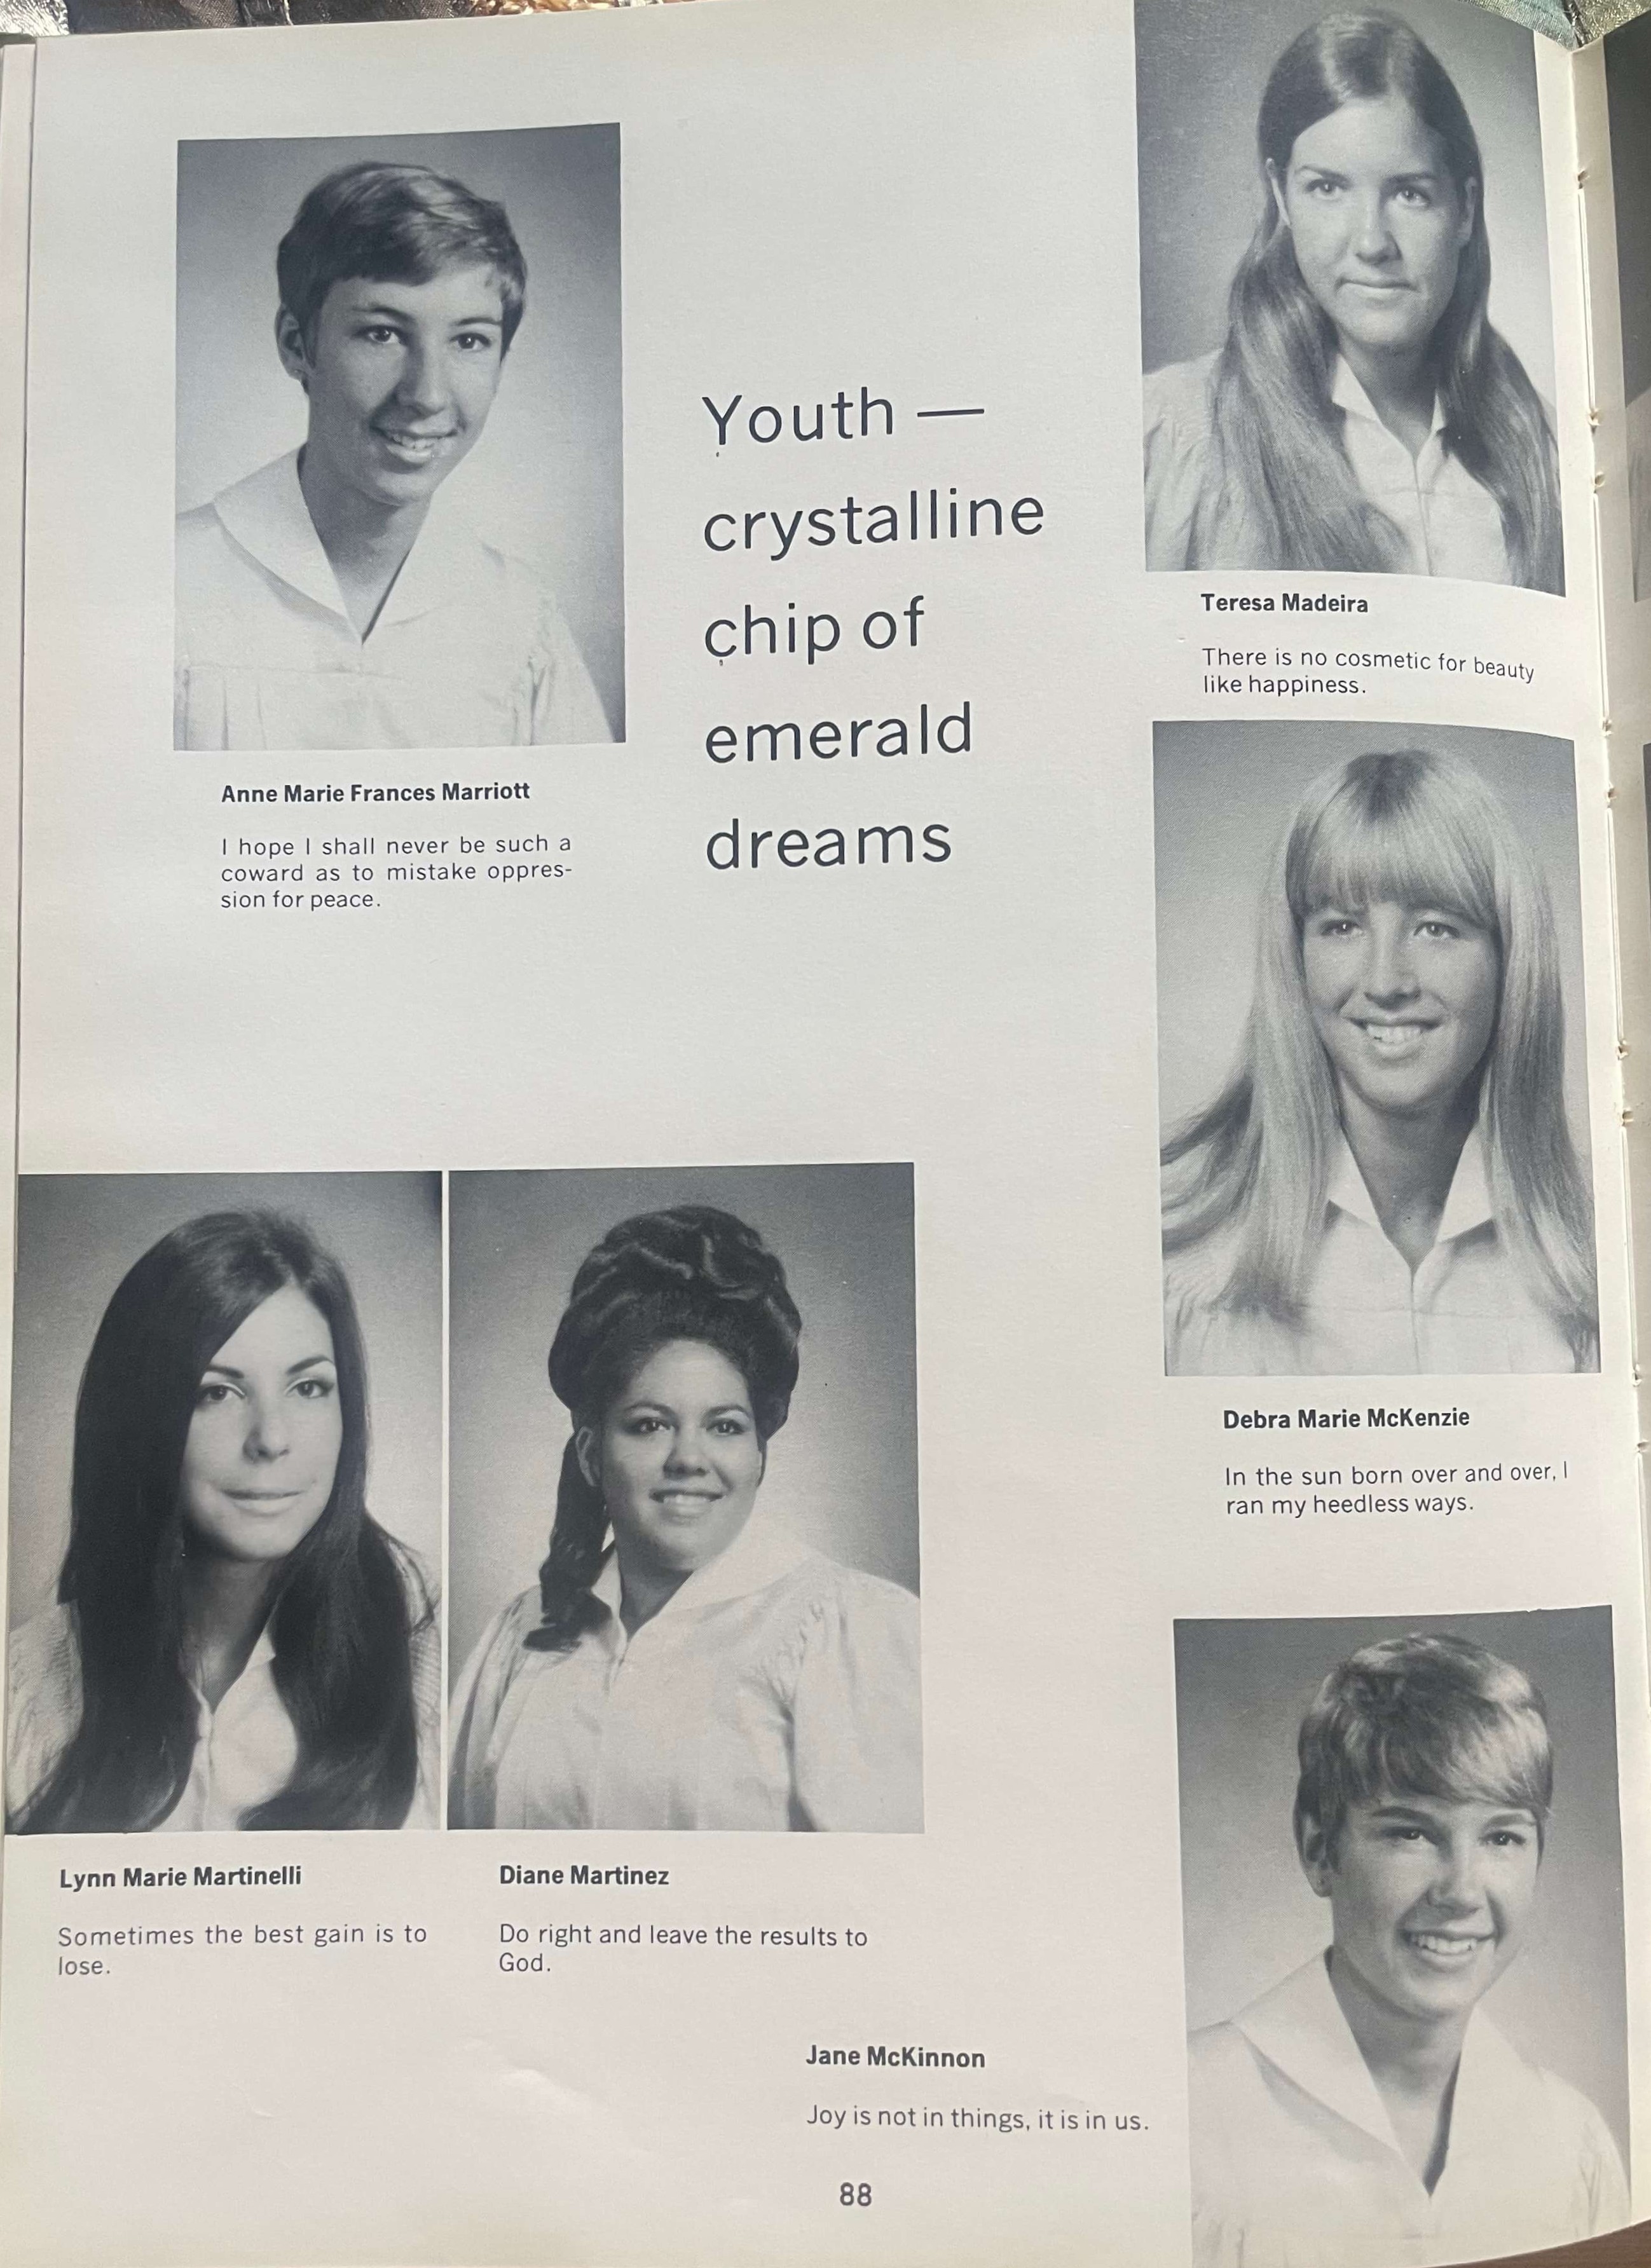 Youth —
crystalline
chip of
emerald
dreams
Anne Marie Frances Marriott
I hope I shall never be such a
coward as to mistake oppres-
sion for peace.
Teresa Madeira
There is no cosmetic for beauty
like happiness.
Debra Marie McKenzie
In the sun born over and over, I
ran my heedless ways.
Lynn Marie Martinelli
Sometimes the best gain is to
lose.
Diane Martinez
Do right and leave the results to
God.
Jane McKinnon
Joy is not in things, it is in us.
88